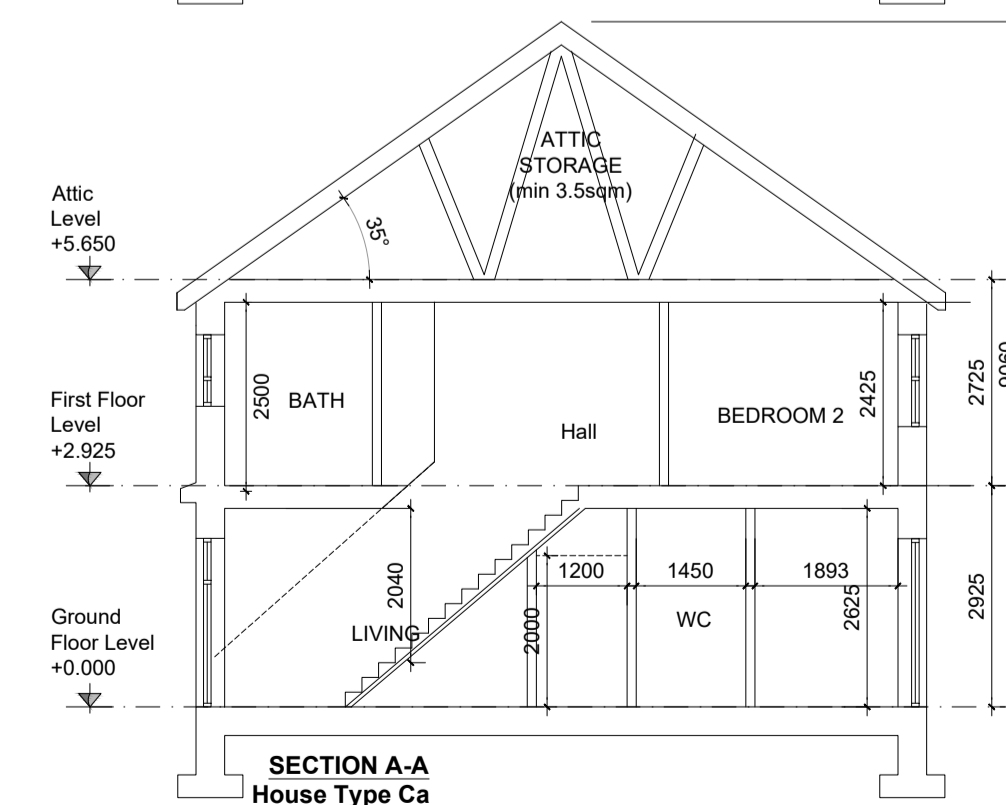 ATTIC
STORAGE
(min 3.5sqm)
35°
Attic
Level
+5.650
First Floor
Level
+2.925
2500
BATH
Hall
BEDROOM 2
2425
2725
9060
Ground
Floor Level
+0.000
2040
LIVING
2000
1200
1450
1893
WC
2625
2925
SECTION A-A
House Type Ca